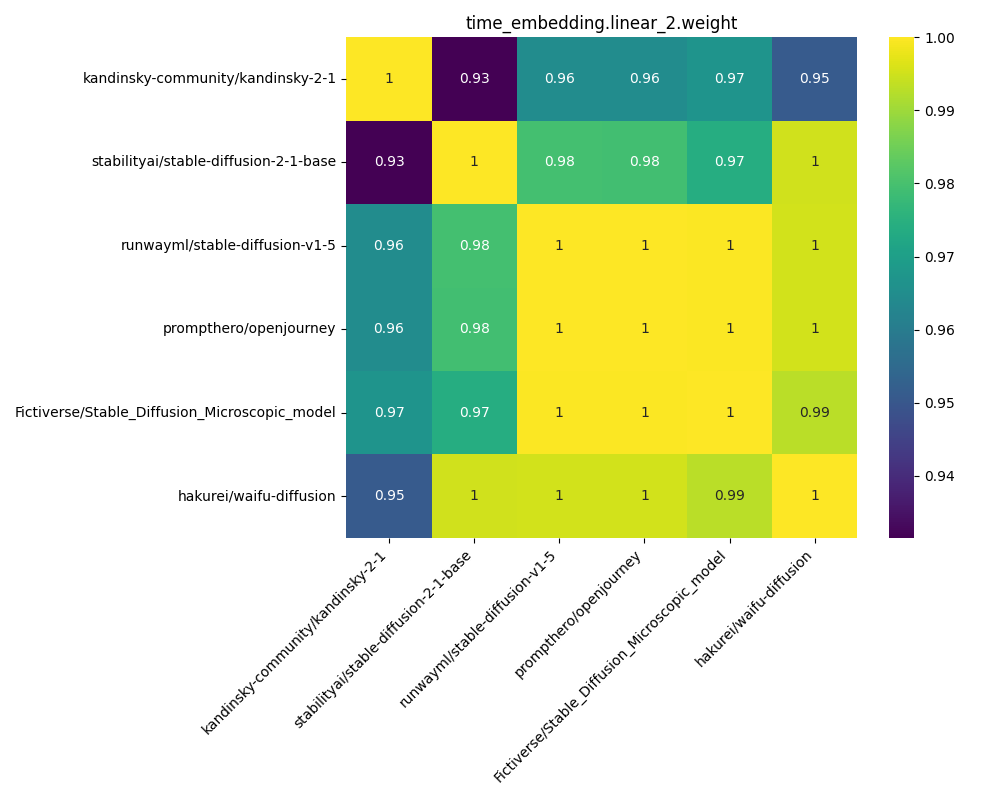 time_embedding.linear_2.weight
kandinsky-community/kandinsky-2-1
1 0.93 0.96 0.96 0.97 0.95
stabilityai/stable-diffusion-2-1-base
0.93 1 0.98 0.98 0.97 1
runwayml/stable-diffusion-v1-5
0.96 0.98 1 1 1 1
prompthero/openjourney
0.96 0.98 1 1 1 1
Fictiverse/Stable_Diffusion_Microscopic_model
0.97 0.97 1 1 1 0.99
hakurei/waifu-diffusion
0.95 1 1 1 0.99 1
kandinsky-community/kandinsky-2-1
stabilityai/stable-diffusion-2-1-base
runwayml/stable-diffusion-v1-5
prompthero/openjourney
Fictiverse/Stable_Diffusion_Microscopic_model
hakurei/waifu-diffusion
1.00
0.99
0.98
0.97
0.96
0.95
0.94